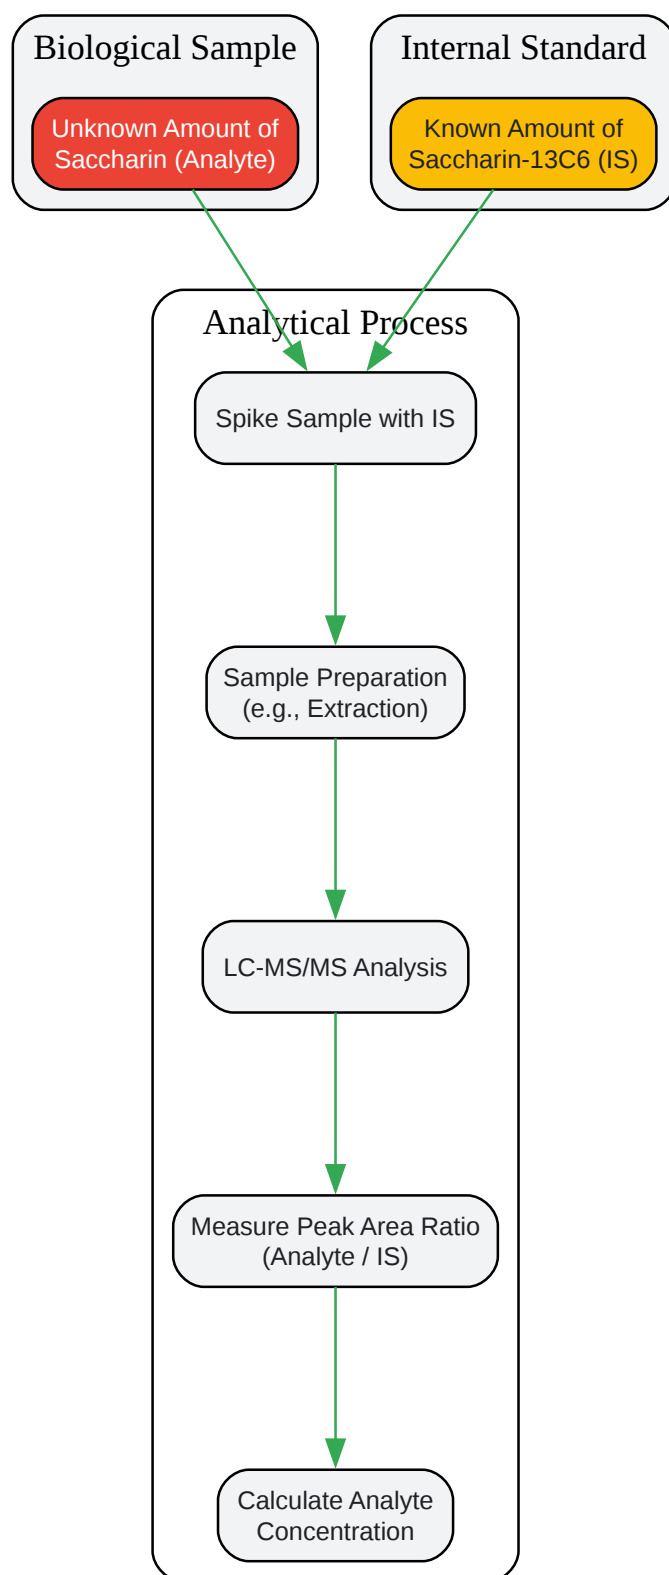 Biological Sample
Unknown Amount of
Saccharin (Analyte)
Internal Standard
Known Amount of
Saccharin-13C6 (IS)
Analytical Process
Spike Sample with IS
Sample Preparation
(e.g., Extraction)
LC-MS/MS Analysis
Measure Peak Area Ratio
(Analyte / IS)
Calculate Analyte
Concentration